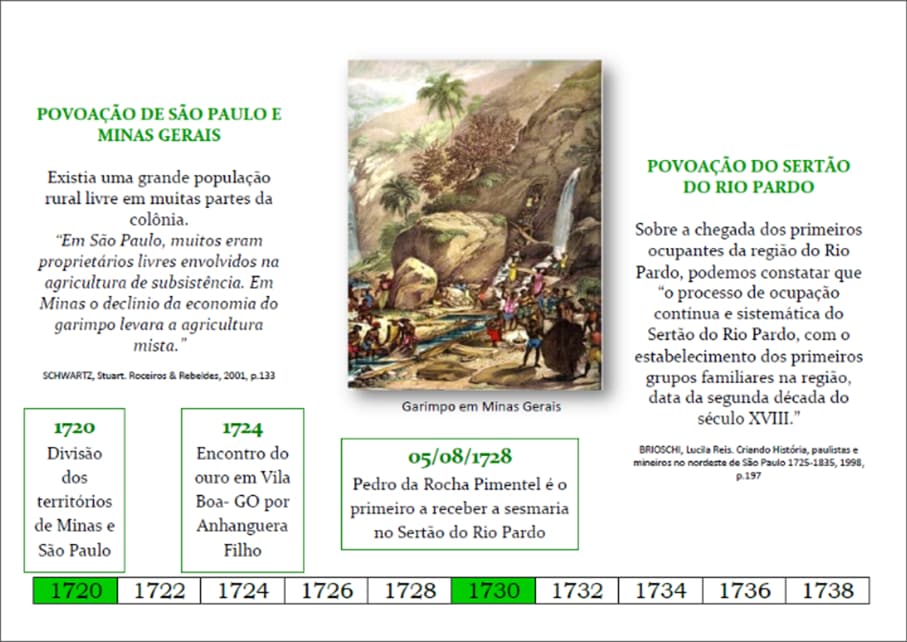 POVOAÇÃO DE SÃO PAULO E
MINAS GERAIS
Existia uma grande população
rural livre em muitas partes da
colônia.
“Em São Paulo, muitos eram
proprietários livres envolvidos na
agricultura de subsistência. Em
Minas o declínio da economia do
garimpo levara a agricultura
mista.”
SCHWARTZ, Stuart. Roceiros & Rebeldes, 2001, p.133
Garimpo em Minas Gerais
POVOAÇÃO DO SERTÃO
DO RIO PARDO
Sobre a chegada dos primeiros
ocupantes da região do Rio
Pardo, podemos constatar que
“o processo de ocupação
contínua e sistemática do
Sertão do Rio Pardo, com o
estabelecimento dos primeiros
grupos familiares na região,
data da segunda década do
século XVIII.”
BRIOSCHI, Lucila Reis. Criando História, paulistas e
mineiros no nordeste de São Paulo 1725-1835, 1998,
p.197
1720
Divisão
dos
territórios
de Minas e
São Paulo
1724
Encontro do
ouro em Vila
Boa- GO por
Anhanguera
Filho
05/08/1728
Pedro da Rocha Pimentel é o
primeiro a receber a sesmaria
no Sertão do Rio Pardo
1720 1722 1724 1726 1728 1730 1732 1734 1736 1738